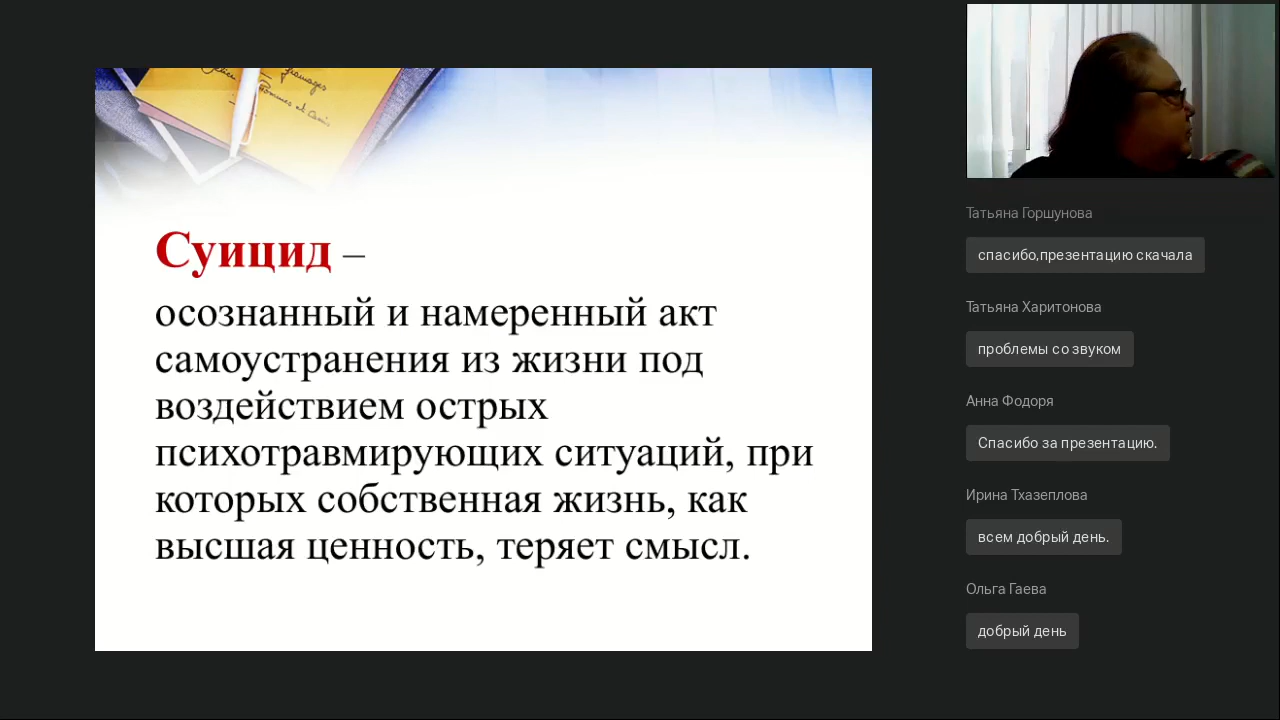 Суицид –
осознанный и намеренный акт
самоустранения из жизни под
воздействием острых
психотравмирующих ситуаций, при
которых собственная жизнь, как
высшая ценность, теряет смысл.
Татьяна Горшунова
спасибо,презентацию скачала
Татьяна Харитонова
проблемы со звуком
Анна Фодоря
Спасибо за презентацию.
Ирина Тхазеплова
всем добрый день.
Ольга Гаева
добрый день